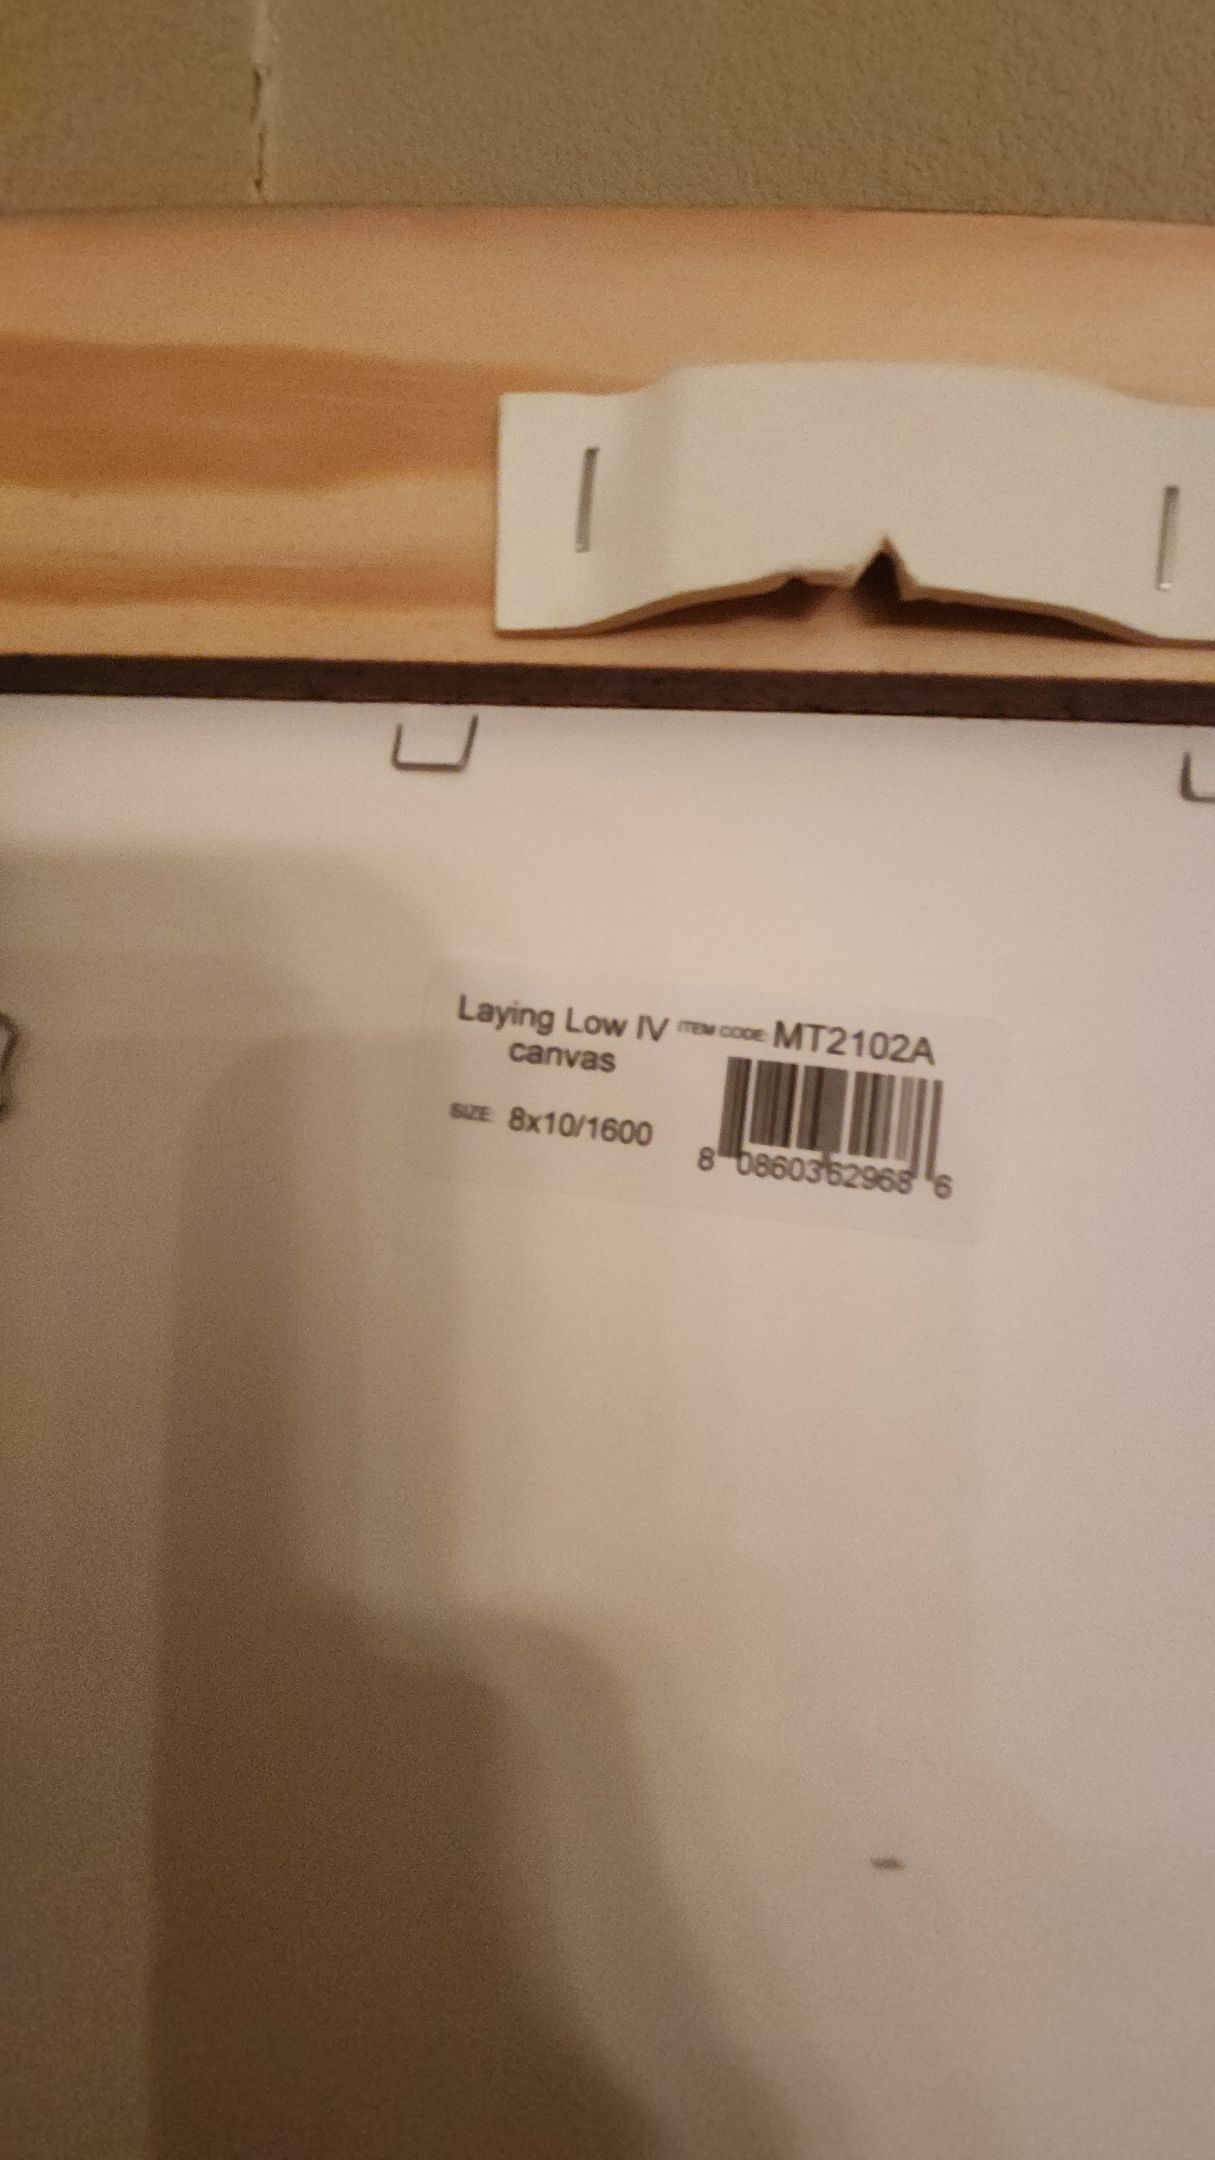 Laying Low IV ITEM CODE: MT2102A
canvas
SIZE: 8x10/1600
8 08603 62968 6